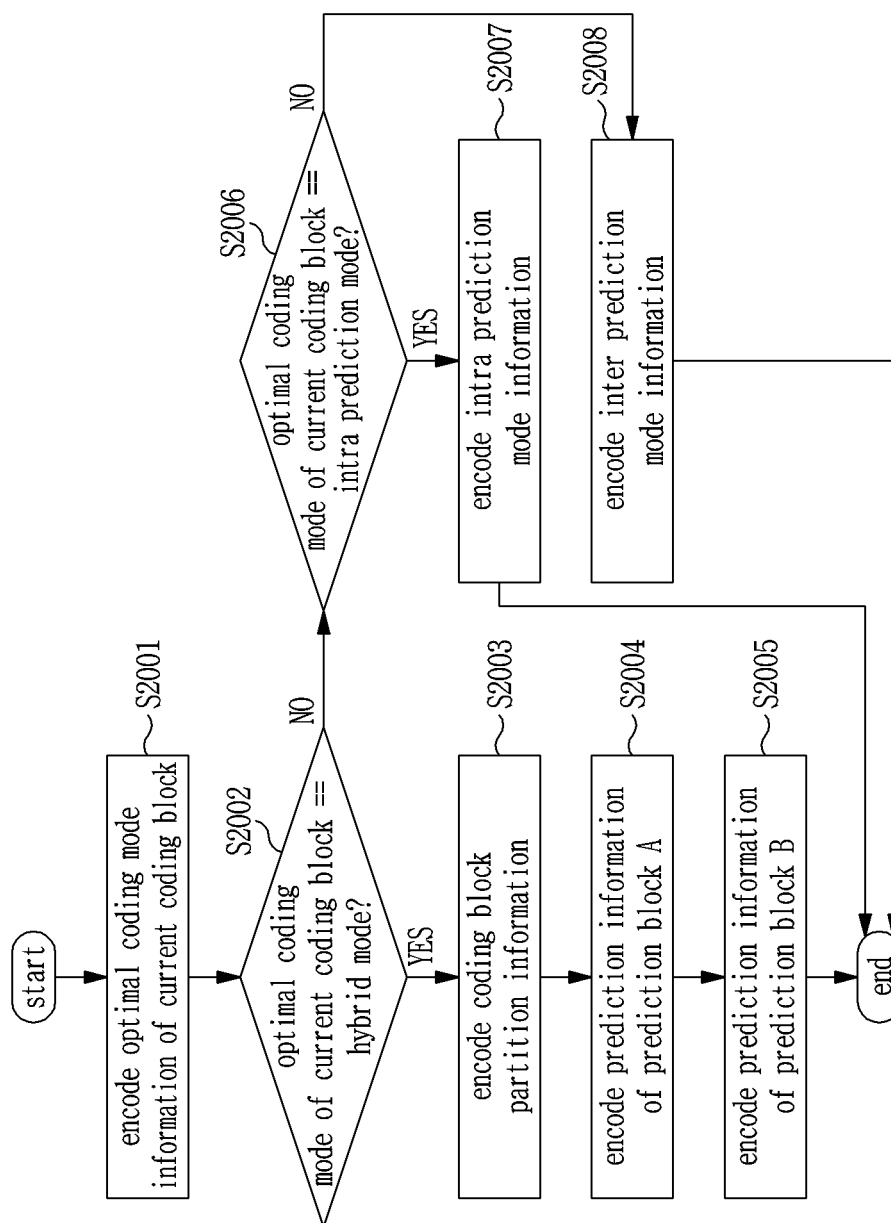 start
encode optimal coding mode
information of current coding block
S2001
S2002
optimal coding
mode of current coding block ==
hybrid mode?
NO
YES
encode coding block
partition information
S2003
encode prediction information
of prediction block A
S2004
encode prediction information
of prediction block B
S2005
end
S2006
optimal coding
mode of current coding block ==
intra prediction mode?
NO
YES
encode intra prediction
mode information
S2007
encode inter prediction
mode information
S2008